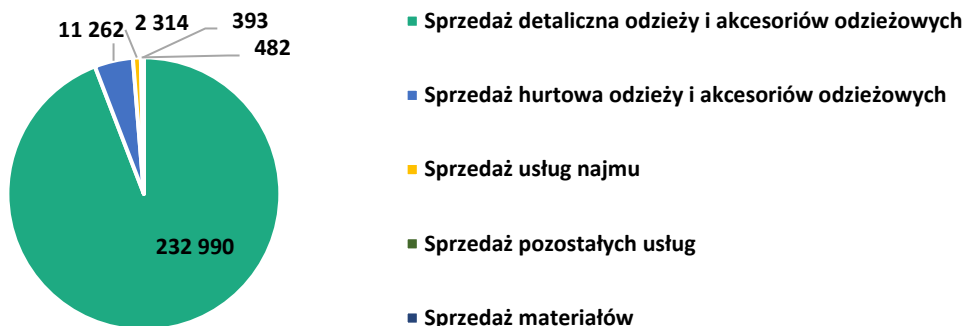 11 262
2 314
393
482
232 990
Sprzedaż detaliczna odzieży i akcesoriów odzieżowych
Sprzedaż hurtowa odzieży i akcesoriów odzieżowych
Sprzedaż usług najmu
Sprzedaż pozostałych usług
Sprzedaż materiałów